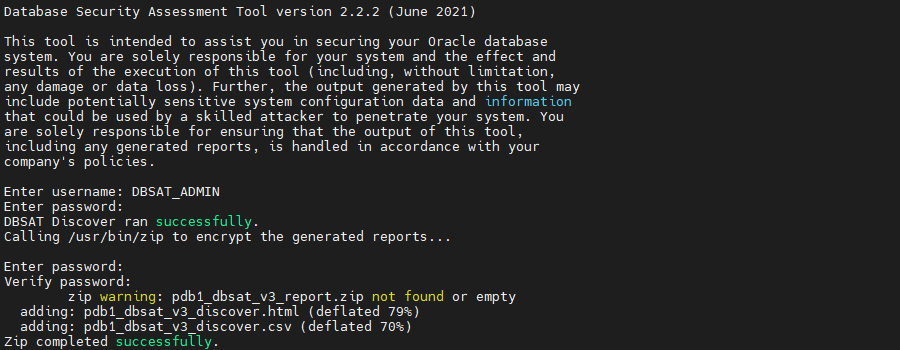 Database Security Assessment Tool version 2.2.2 (June 2021)
This tool is intended to assist you in securing your Oracle database
system. You are solely responsible for your system and the effect and
results of the execution of this tool (including, without limitation,
any damage or data loss). Further, the output generated by this tool may
include potentially sensitive system configuration data and information
that could be used by a skilled attacker to penetrate your system. You
are solely responsible for ensuring that the output of this tool,
including any generated reports, is handled in accordance with your
company's policies.
Enter username: DBSAT_ADMIN
Enter password:
DBSAT Discover ran successfully.
Calling /usr/bin/zip to encrypt the generated reports...
Enter password:
Verify password:
zip warning: pdb1_dbsat_v3_report.zip not found or empty
adding: pdb1_dbsat_v3_discover.html (deflated 79%)
adding: pdb1_dbsat_v3_discover.csv (deflated 70%)
Zip completed successfully.